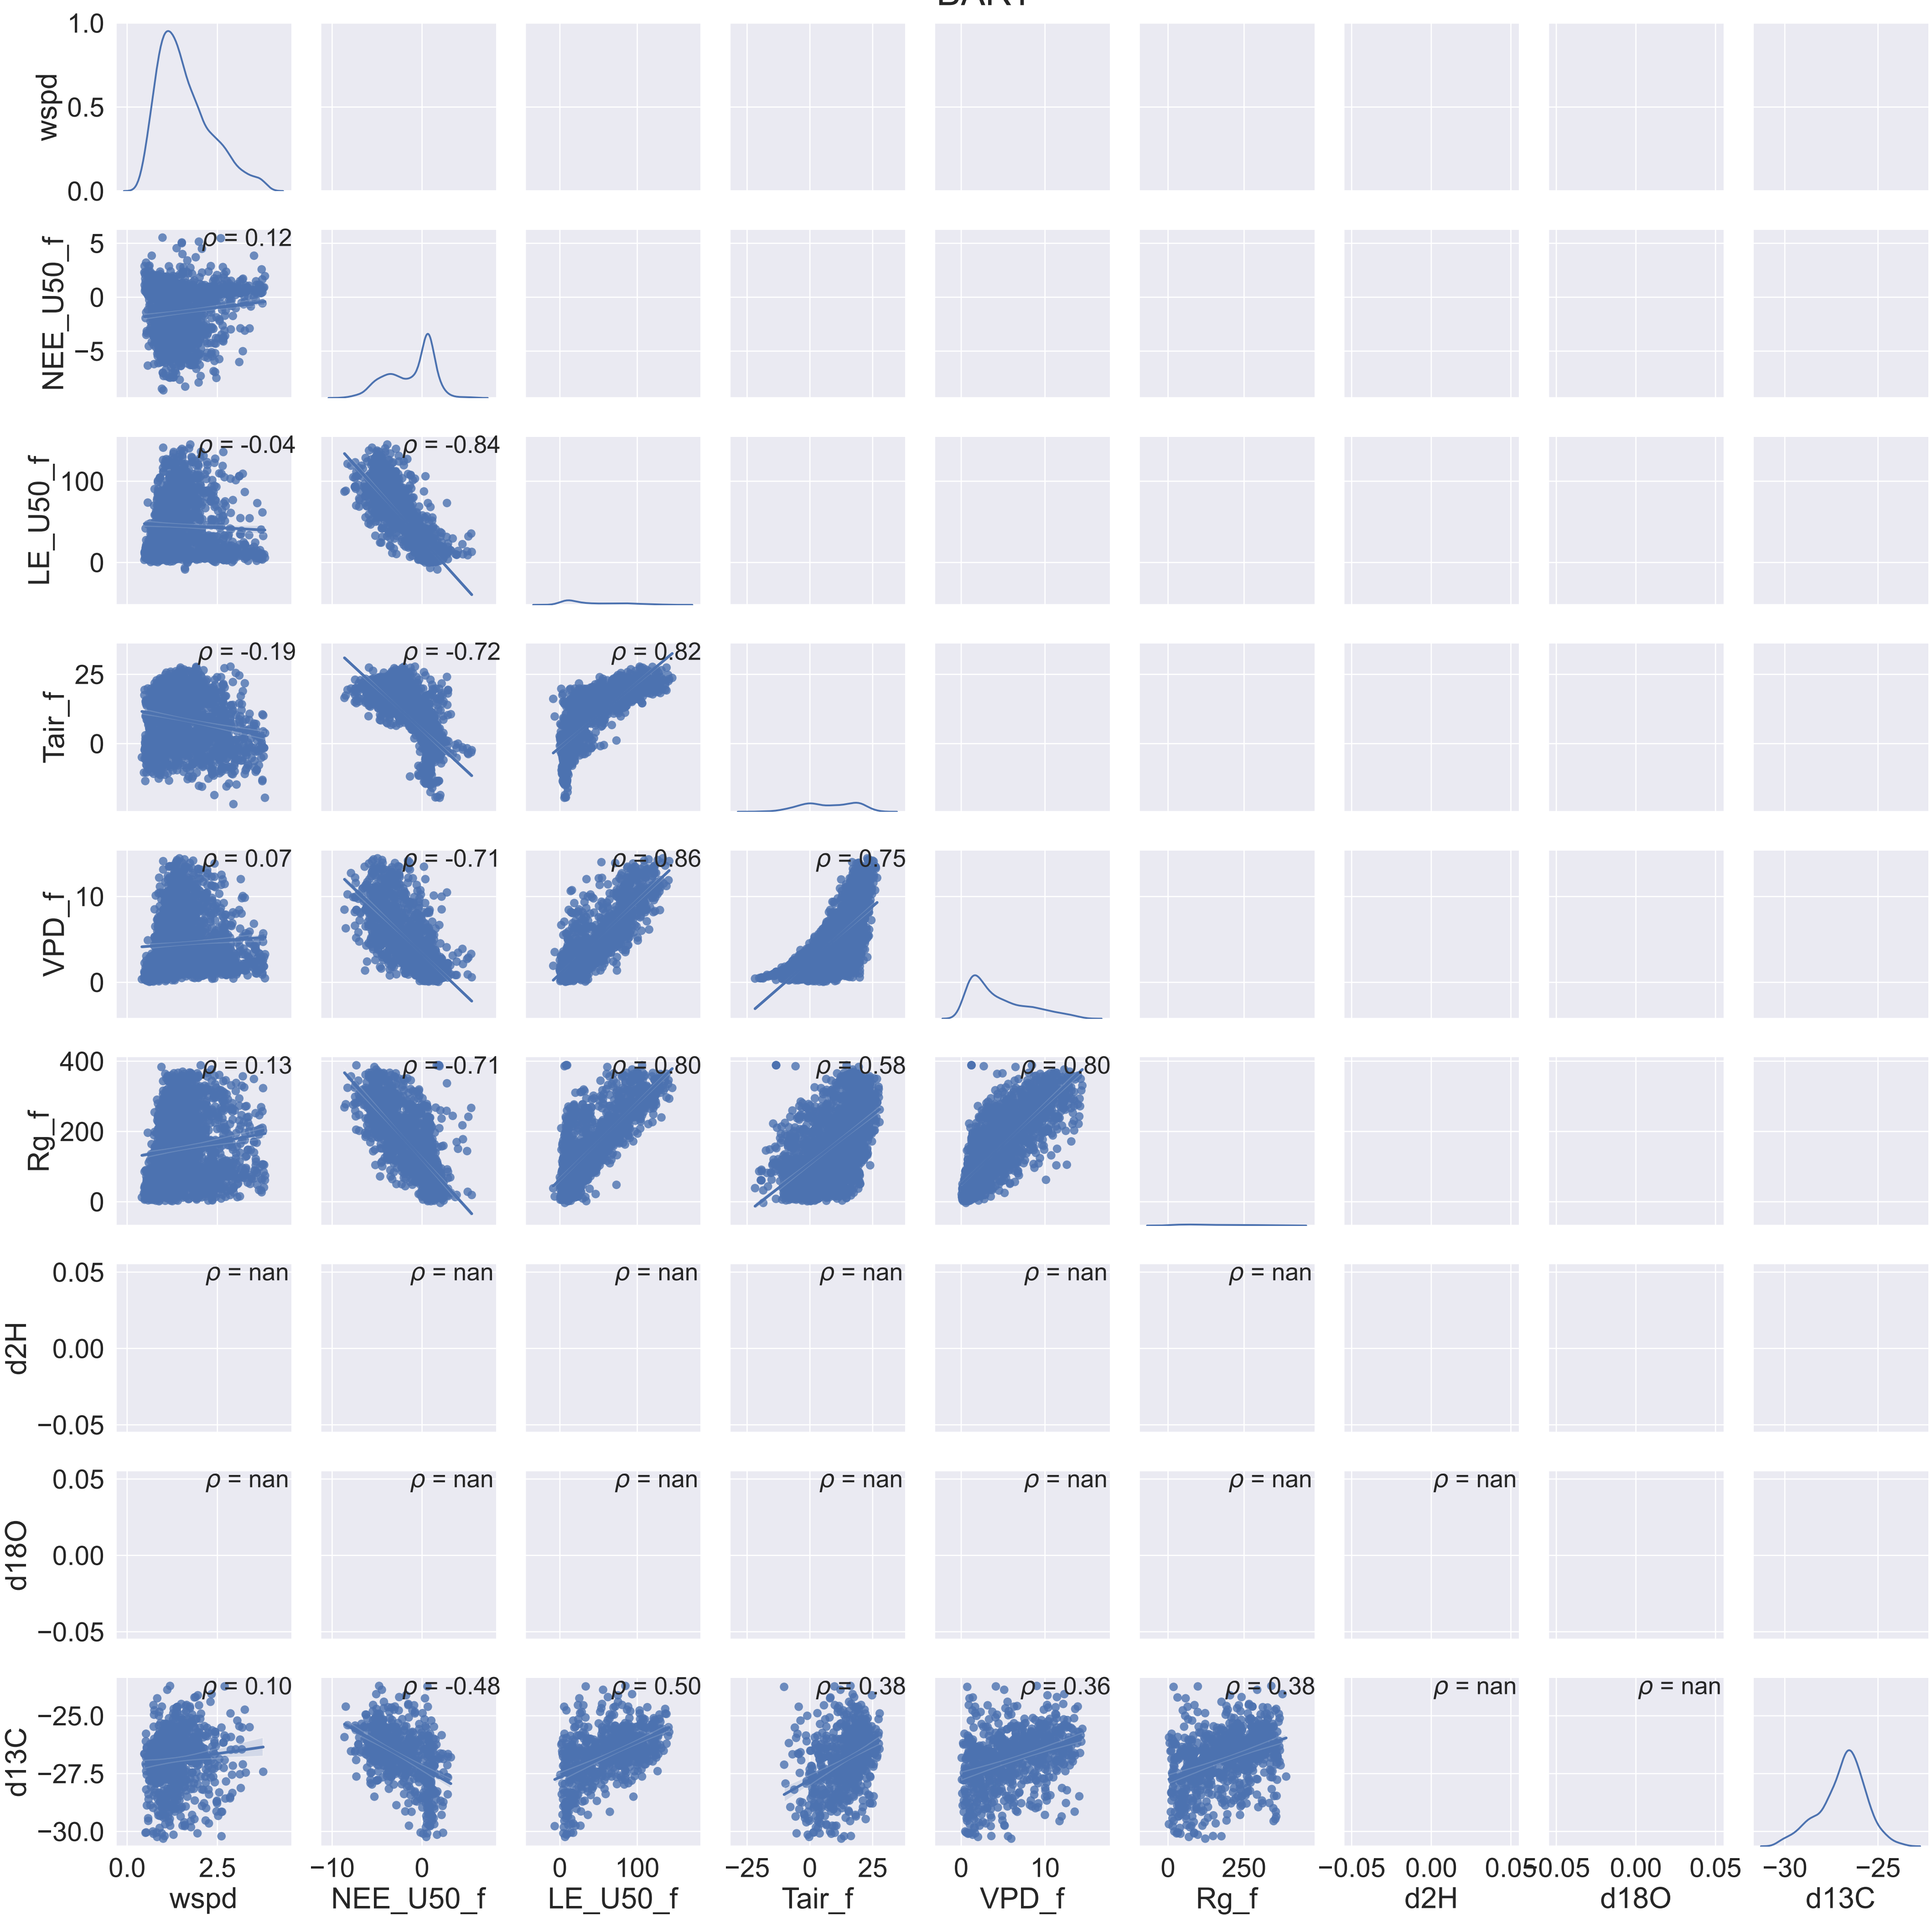 1.0
0.5
0.0
wspd
5
0
−5
NEE_U50_f
ρ = 0.12
100
0
LE_U50_f
ρ = -0.04
ρ = -0.84
25
0
Tair_f
ρ = -0.19
ρ = -0.72
ρ = 0.82
10
0
VPD_f
ρ = 0.07
ρ = -0.71
ρ = 0.86
ρ = 0.75
400
200
0
Rg_f
ρ = 0.13
ρ = -0.71
ρ = 0.80
ρ = 0.58
ρ = 0.80
0.05
0.00
−0.05
d2H
ρ = nan
ρ = nan
ρ = nan
ρ = nan
ρ = nan
ρ = nan
0.05
0.00
−0.05
d18O
ρ = nan
ρ = nan
ρ = nan
ρ = nan
ρ = nan
ρ = nan
ρ = nan
−25.0
−27.5
−30.0
d13C
ρ = 0.10
ρ = -0.48
ρ = 0.50
ρ = 0.38
ρ = 0.36
ρ = 0.38
ρ = nan
ρ = nan
0.0 2.5
wspd
−10 0
NEE_U50_f
0 100
LE_U50_f
−25 0 25
Tair_f
0 10
VPD_f
0 250
Rg_f
−0.05 0.00 0.05
d2H
−0.05 0.00 0.05
d18O
−30 −25
d13C